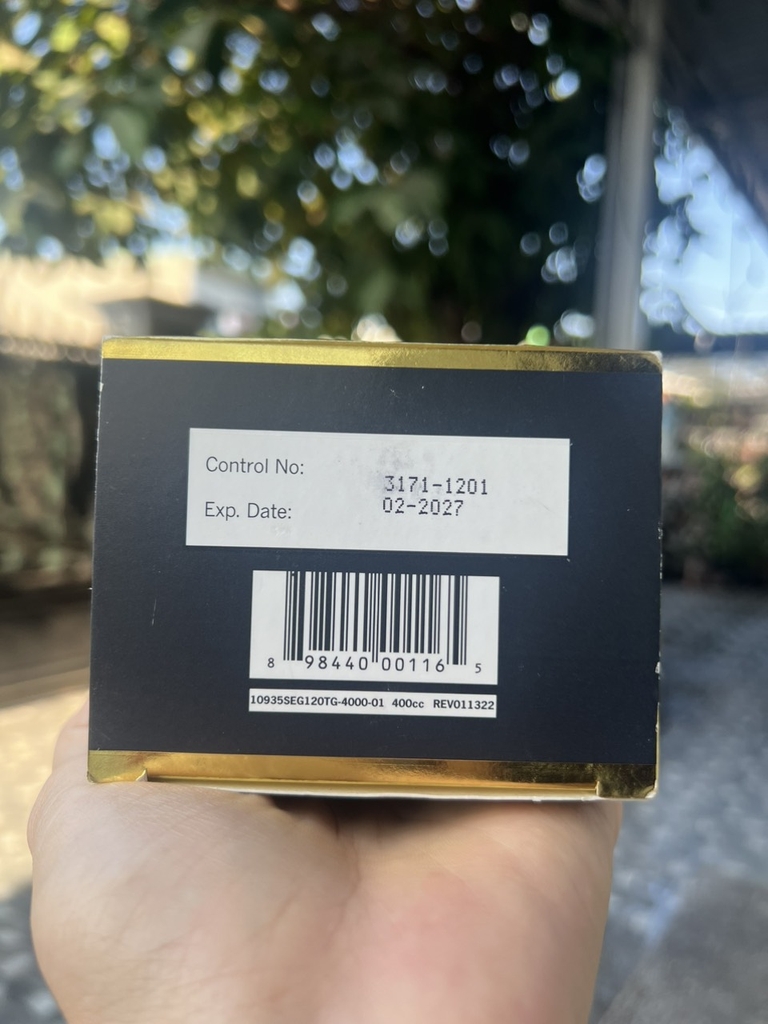 Control No:
3171-1201
Exp. Date:
02-2027
8 98440 00116 5
10935SEG120TG-4000-01 400cc REV011322